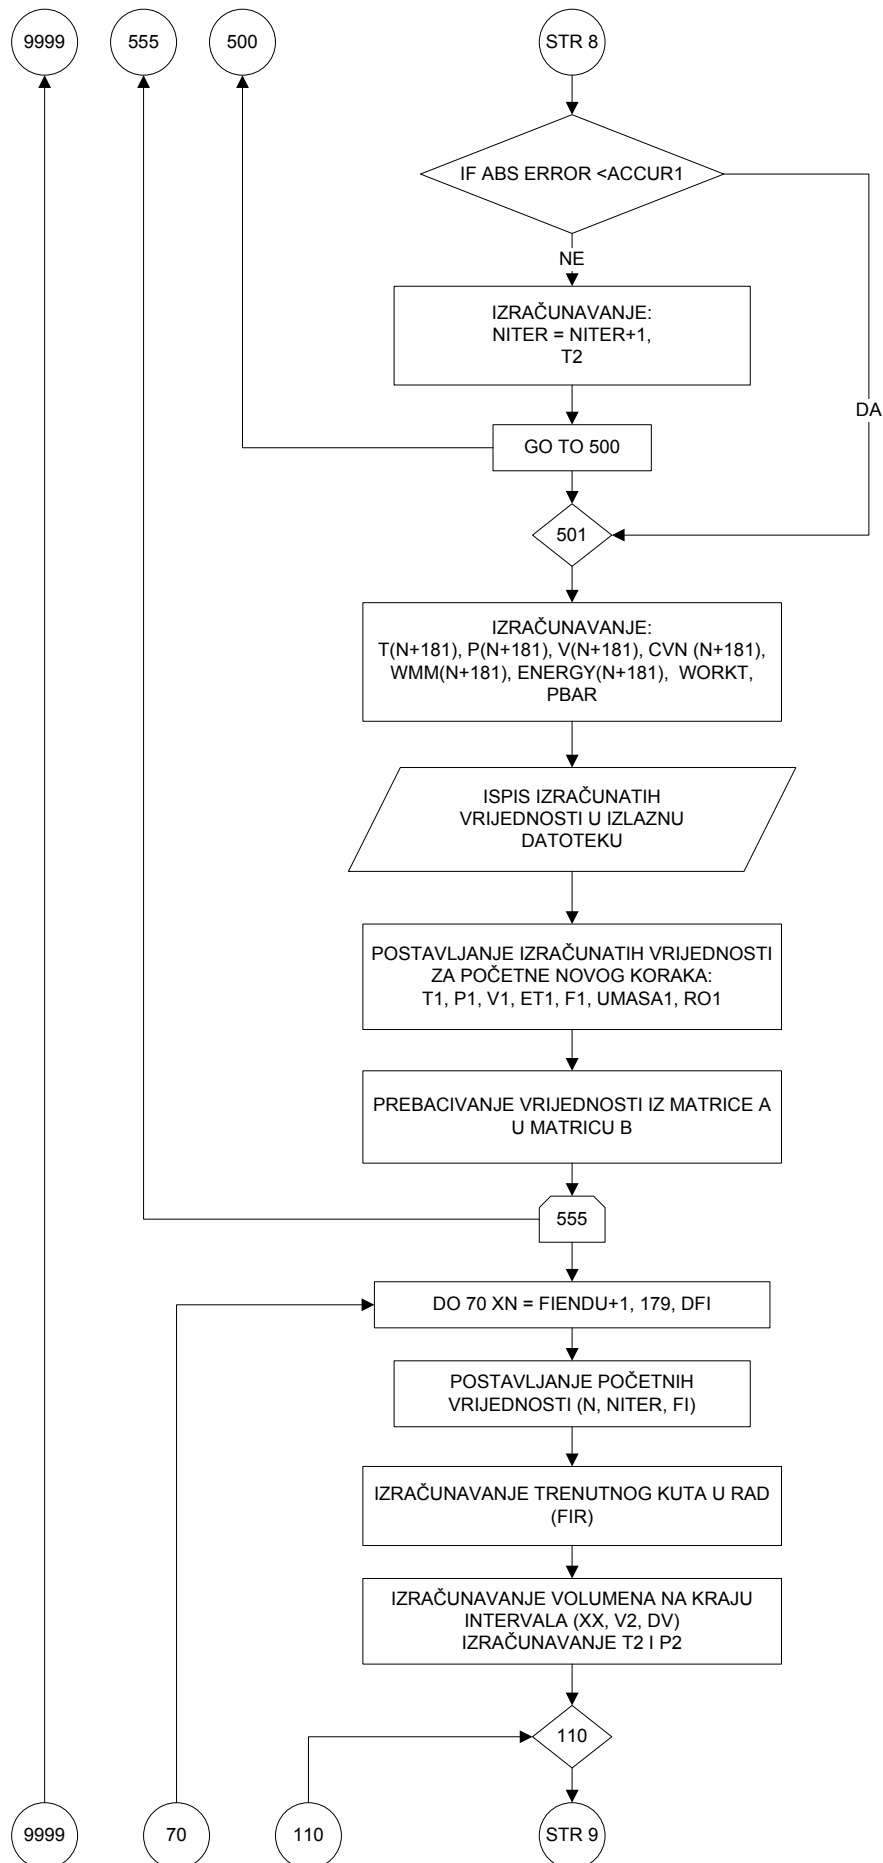 9999
555
500
STR 8
IF ABS ERROR <ACCUR1
NE
IZRAČUNAVANJE:
NITER = NITER+1,
T2
DA
GO TO 500
501
IZRAČUNAVANJE:
T(N+181), P(N+181), V(N+181), CVN (N+181),
WMM(N+181), ENERGY(N+181), WORKT,
PBAR
ISPIS IZRAČUNATIH
VRIJEDNOSTI U IZLAZNU
DATOTEKU
POSTAVLJANJE IZRAČUNATIH VRIJEDNOSTI
ZA POČETNE NOVOG KORAKA:
T1, P1, V1, ET1, F1, UMASA1, RO1
PREBACIVANJE VRIJEDNOSTI IZ MATRICE A
U MATRICU B
555
DO 70 XN = FIENDU+1, 179, DFI
POSTAVLJANJE POČETNIH
VRIJEDNOSTI (N, NITER, FI)
IZRAČUNAVANJE TRENUTNOG KUTA U RAD
(FIR)
IZRAČUNAVANJE VOLUMENA NA KRAJU
INTERVALA (XX, V2, DV)
IZRAČUNAVANJE T2 I P2
110
9999
70
110
STR 9